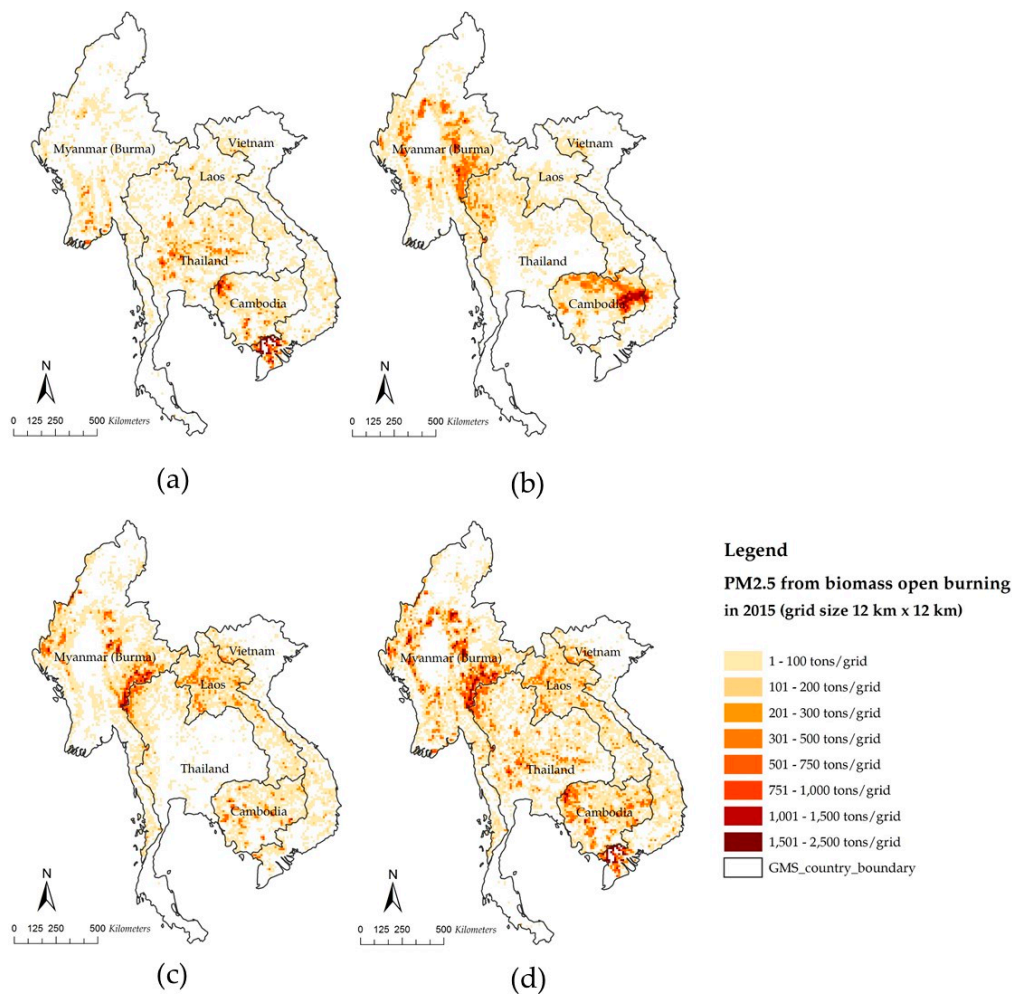 Vietnam
Myanmar (Burma)
Laos
Thailand
Cambodia
N
0 125 250 500 Kilometers
(a)
Vietnam
Myanmar (Burma)
Laos
Thailand
Cambodia
N
0 125 250 500 Kilometers
(b)
Vietnam
Myanmar (Burma)
Laos
Thailand
Cambodia
N
0 125 250 500 Kilometers
(c)
Vietnam
Myanmar (Burma)
Laos
Thailand
Cambodia
N
0 125 250 500 Kilometers
(d)
Legend
PM2.5 from biomass open burning
in 2015 (grid size 12 km x 12 km)
1 - 100 tons/grid
101 - 200 tons/grid
201 - 300 tons/grid
301 - 500 tons/grid
501 - 750 tons/grid
751 - 1,000 tons/grid
1,001 - 1,500 tons/grid
1,501 - 2,500 tons/grid
GMS_country_boundary